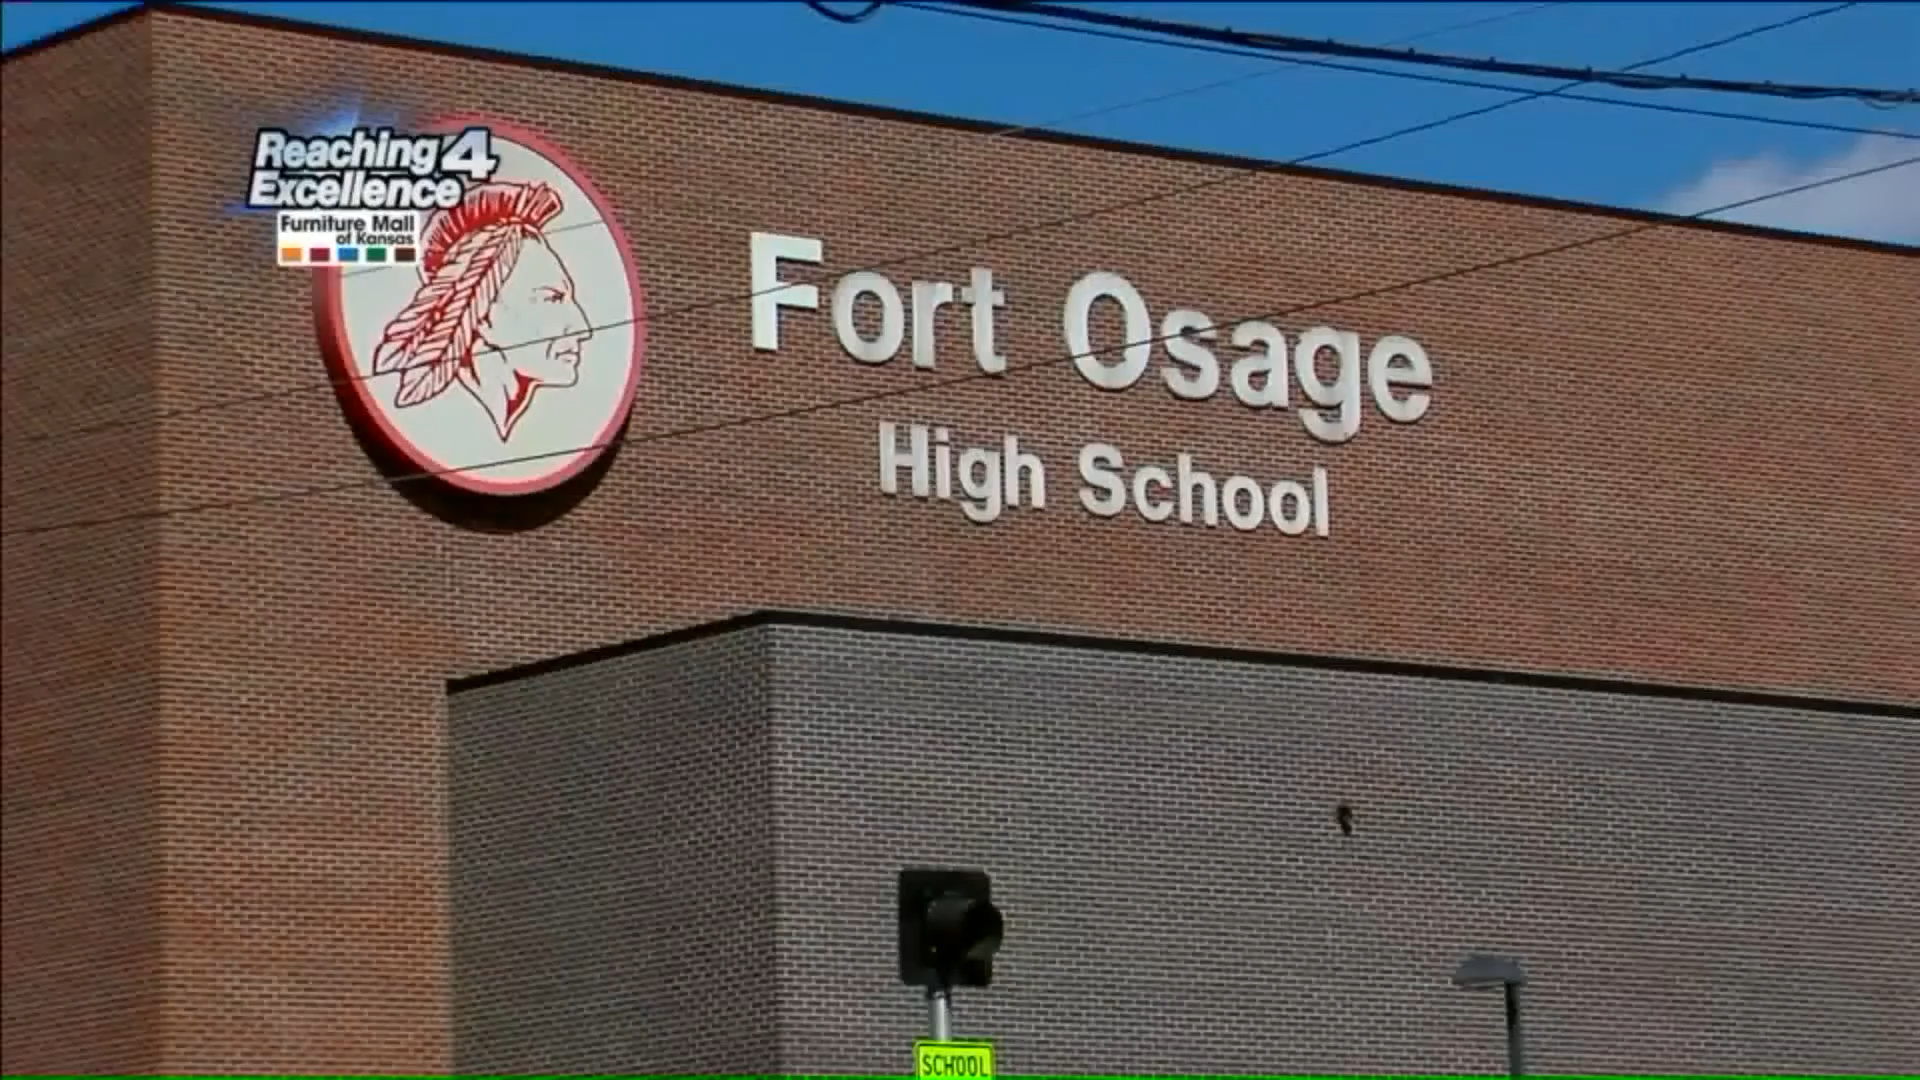 Reaching 4
Excellence
Furniture Mall
of Kansas
Fort Osage
High School
SCHOOL